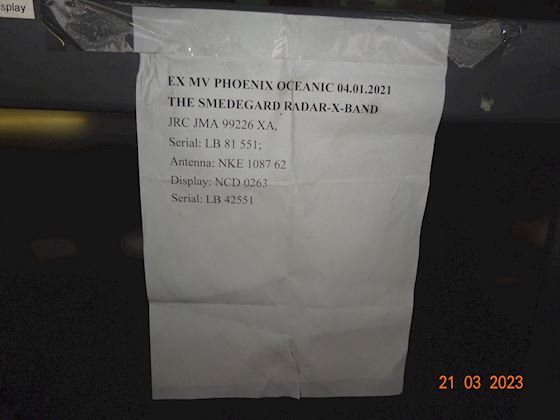 splay
EX MV PHOENIX OCEANIC 04.01.2021
THE SMEDEGARD RADAR-X-BAND
JRC JMA 99226 XA,
Serial: LB 81 551;
Antenna: NKE 1087 62
Display: NCD 0263
Serial: LB 42551
21 03 2023